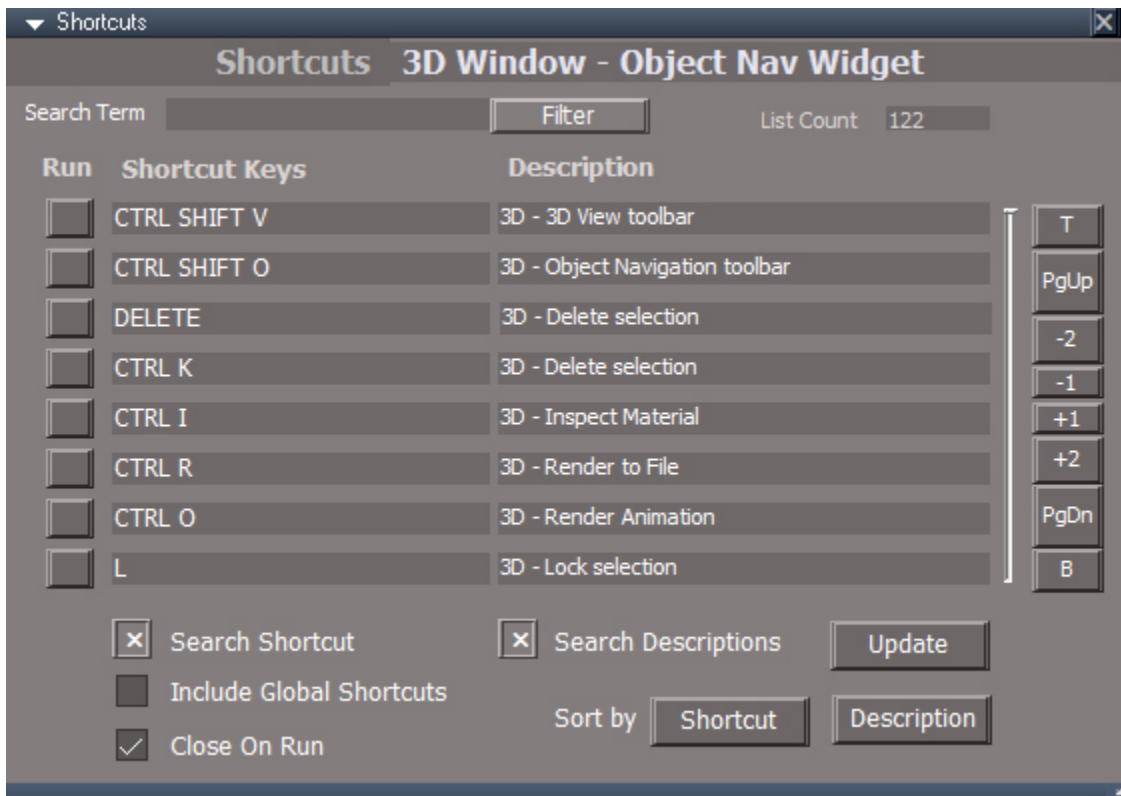 Shortcuts
Shortcuts 3D Window - Object Nav Widget
Search Term Filter List Count 122
Run Shortcut Keys Description
CTRL SHIFT V 3D - 3D View toolbar T
CTRL SHIFT O 3D - Object Navigation toolbar PgUp
DELETE 3D - Delete selection -2
CTRL K 3D - Delete selection -1
CTRL I 3D - Inspect Material +1
CTRL R 3D - Render to File +2
CTRL O 3D - Render Animation PgDn
L 3D - Lock selection B
Search Shortcut Search Descriptions Update
Include Global Shortcuts
Sort by Shortcut Description
Close On Run